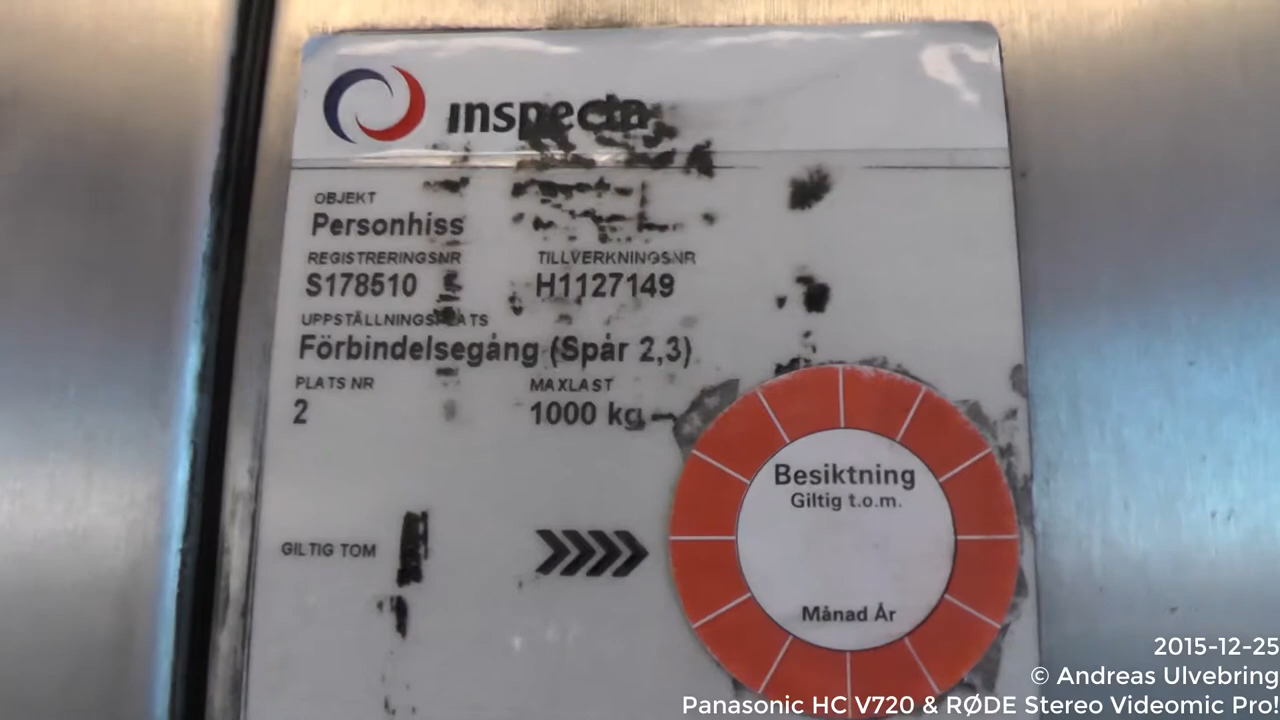 inspecta
OBJEKT
Personhiss
REGISTRERINGSNR TILLVERKNINGSNR
S178510 H1127149
UPPSTÄLLNINGSPLATS
Förbindelsegång (Spår 2,3)
PLATS NR MAXLAST
2 1000 kg
Besiktning
Giltig t.o.m.
GILTIG TOM
Månad År
2015-12-25
© Andreas Ulvebring
Panasonic HC V720 & RØDE Stereo Videomic Pro!